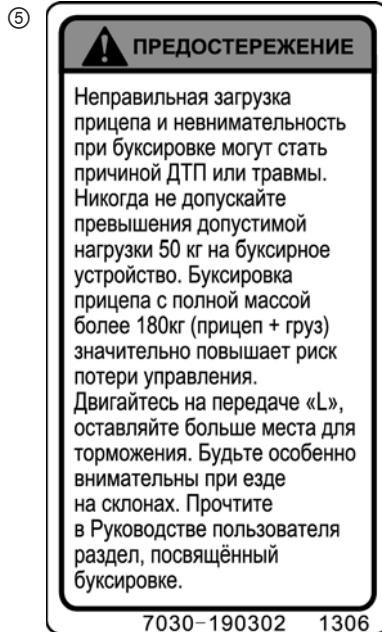 ⑤
ПРЕДОСТЕРЕЖЕНИЕ
Неправильная загрузка
прицепа и невнимательность
при буксировке могут стать
причиной ДТП или травмы.
Никогда не допускайте
превышения допустимой
нагрузки 50 кг на буксирное
устройство. Буксировка
прицепа с полной массой
более 180кг (прицеп + груз)
значительно повышает риск
потери управления.
Двигайтесь на передаче «L»,
оставляйте больше места для
торможения. Будьте особенно
внимательны при езде
на склонах. Прочтите
в Руководстве пользователя
раздел, посвящённый
буксировке.
7030-190302 1306